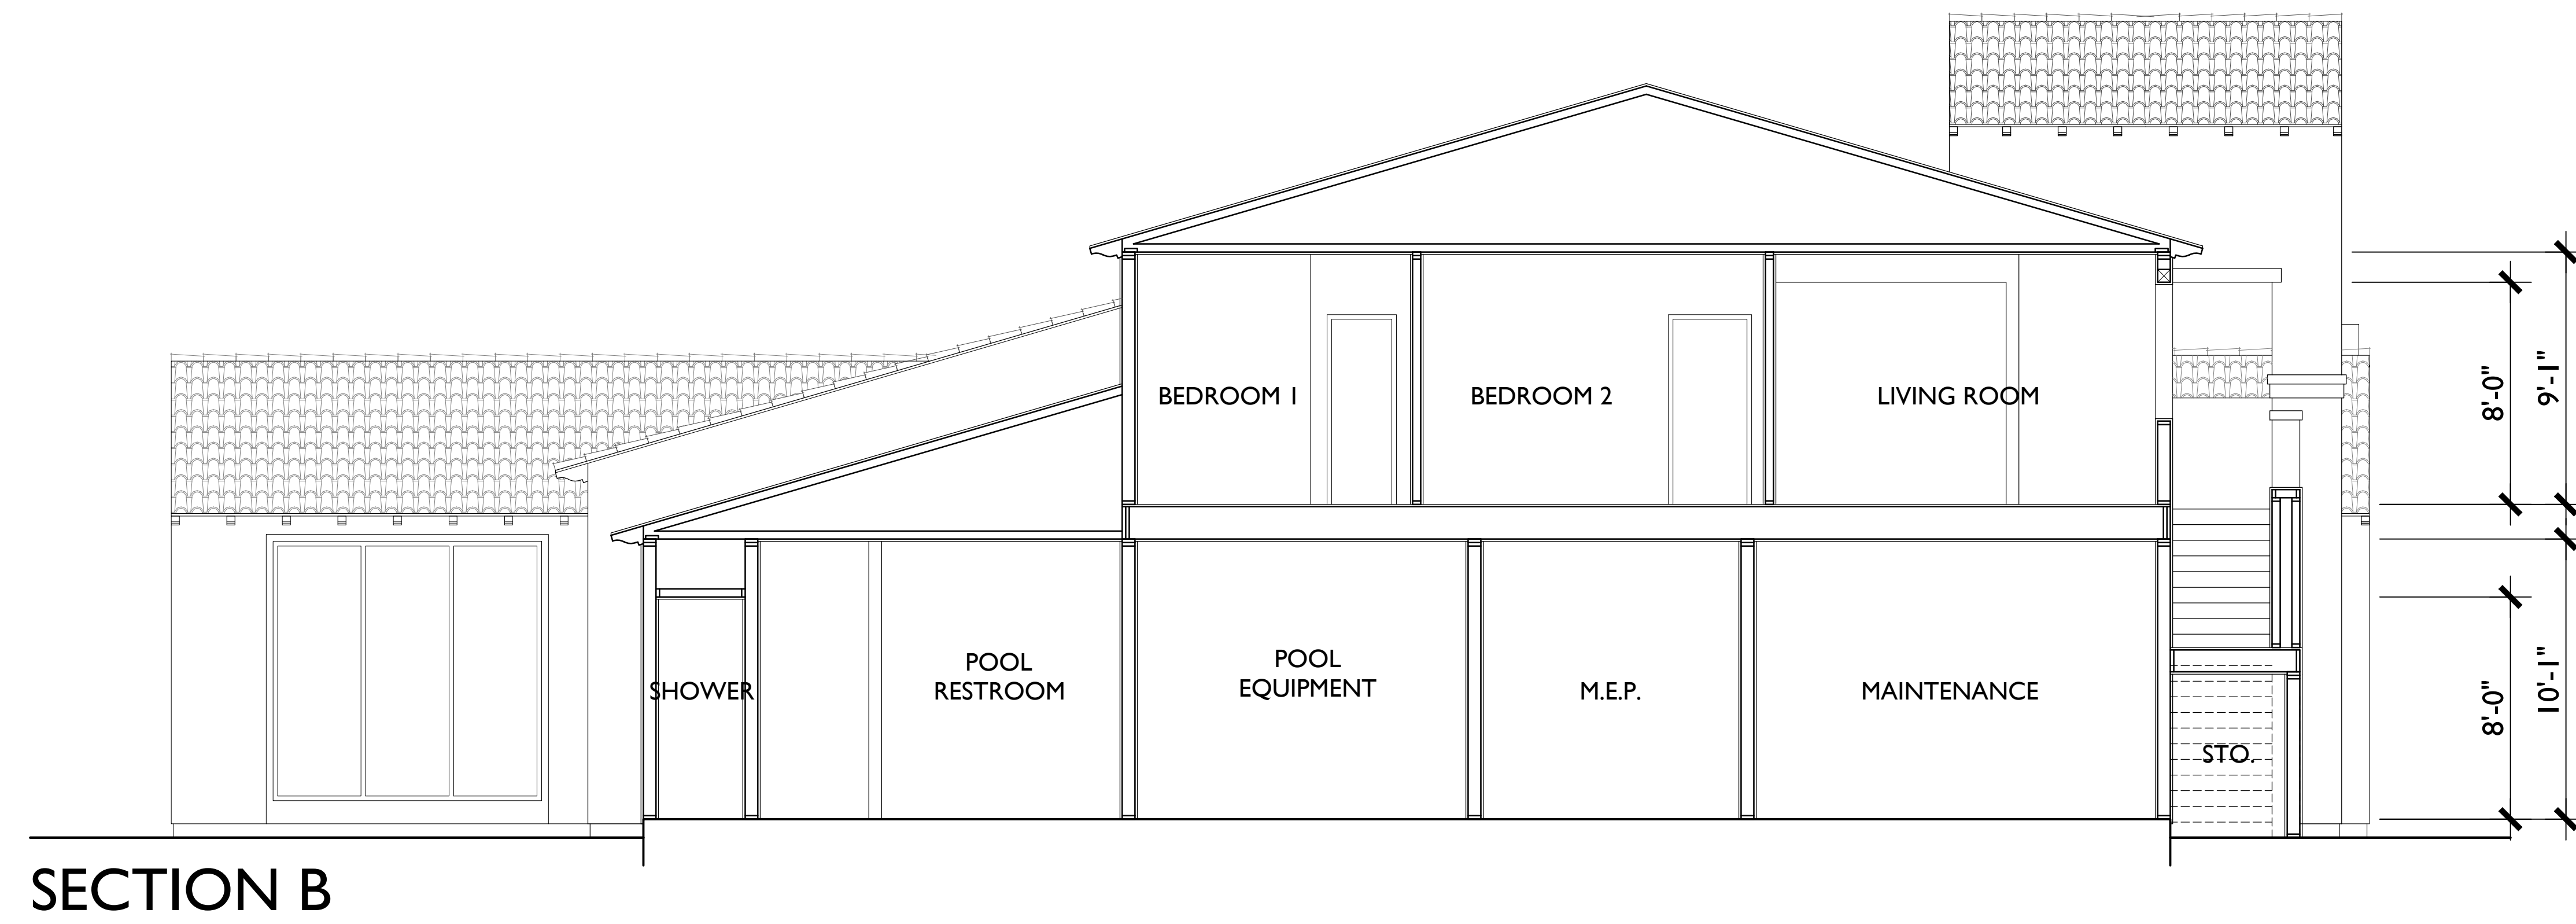 BEDROOM 1
BEDROOM 2
LIVING ROOM
8'-0"
9'-1"
SHOWER
POOL
RESTROOM
POOL
EQUIPMENT
M.E.P.
MAINTENANCE
STO.
8'-0"
10'-1"
SECTION B